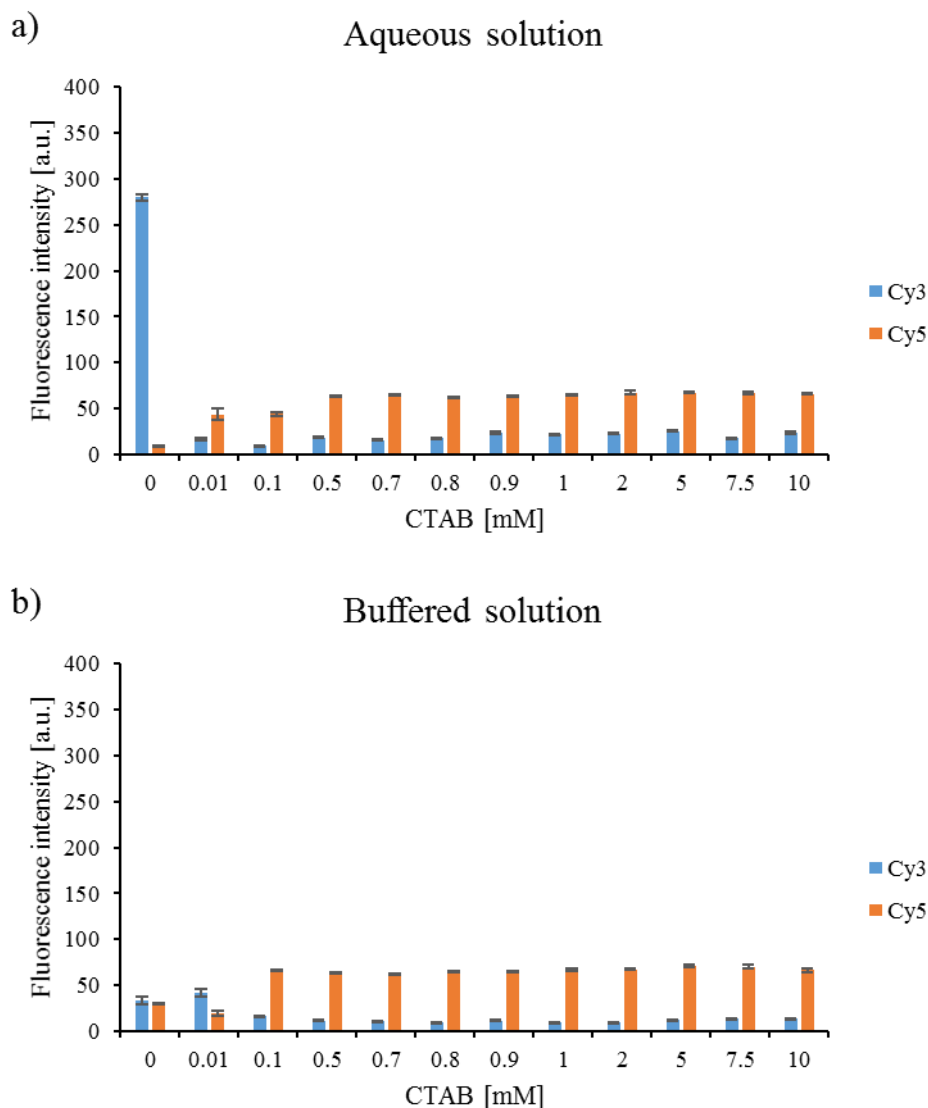 a)
Aqueous solution
Fluorescence intensity [a.u.]
400
350
300
250
200
150
100
50
0
0 0.01 0.1 0.5 0.7 0.8 0.9 1 2 5 7.5 10
CTAB [mM]
Cy3
Cy5
b)
Buffered solution
Fluorescence intensity [a.u.]
400
350
300
250
200
150
100
50
0
0 0.01 0.1 0.5 0.7 0.8 0.9 1 2 5 7.5 10
CTAB [mM]
Cy3
Cy5